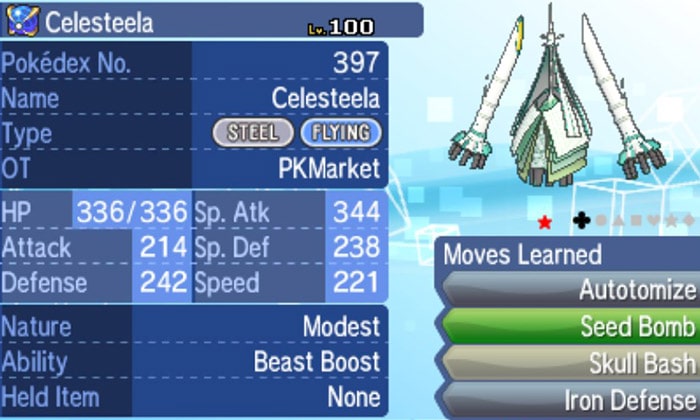 Celesteela Lv.100
Pokédex No. 397
Name Celesteela
Type STEEL FLYING
OT PKMarket
HP 336/336 Sp. Atk 344
Attack 214 Sp. Def 238
Defense 242 Speed 221
Nature Modest
Ability Beast Boost
Held Item None
Moves Learned
Autotomize
Seed Bomb
Skull Bash
Iron Defense